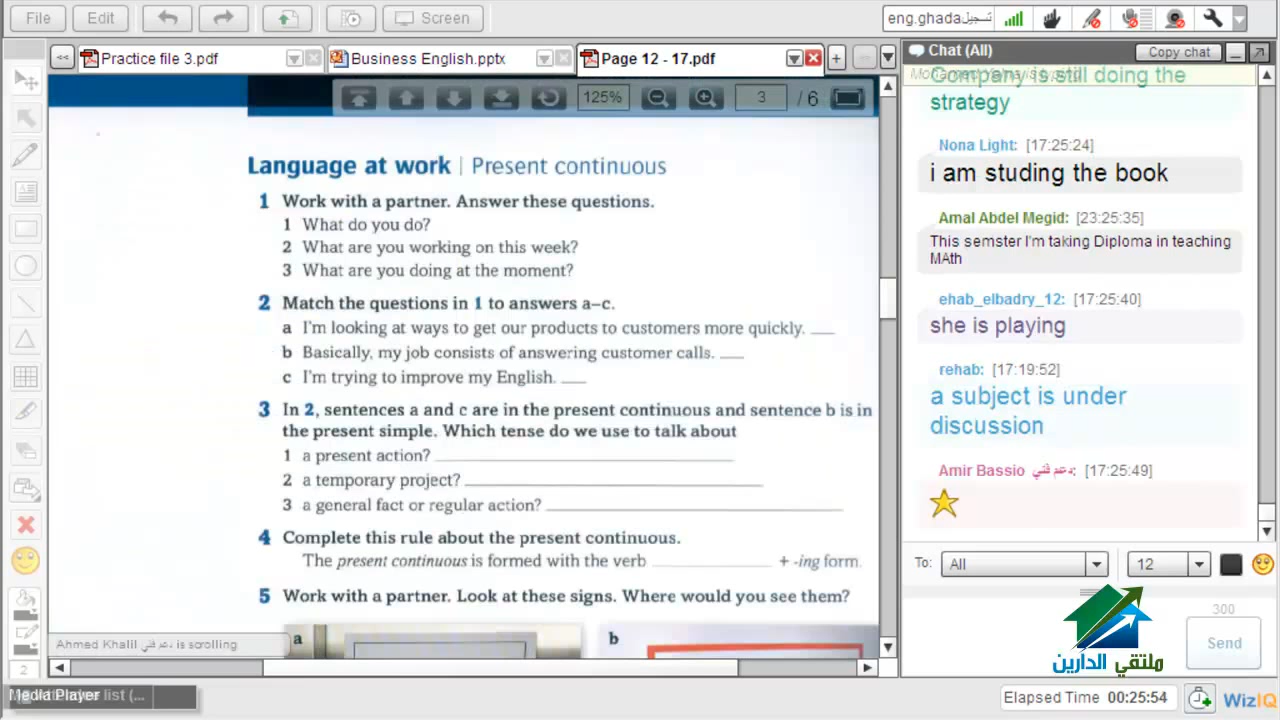 File
Edit
Screen
eng.ghada تسجيل
<<
Practice file 3.pdf
Business English.pptx
Page 12 - 17.pdf
125%
3
/ 6
Language at work | Present continuous
1 Work with a partner. Answer these questions.
1 What do you do?
2 What are you working on this week?
3 What are you doing at the moment?
2 Match the questions in 1 to answers a–c.
a I'm looking at ways to get our products to customers more quickly. ___
b Basically, my job consists of answering customer calls. ___
c I'm trying to improve my English. ___
3 In 2, sentences a and c are in the present continuous and sentence b is in
the present simple. Which tense do we use to talk about
1 a present action? ___
2 a temporary project? ___
3 a general fact or regular action? ___
4 Complete this rule about the present continuous.
The present continuous is formed with the verb ___ + -ing form.
5 Work with a partner. Look at these signs. Where would you see them?
a
b
Ahmed Khalil دعم فني is scrolling
2
Media Player
list (...
Chat (All)
Copy chat
Company is still doing the
strategy
Nona Light: [17:25:24]
i am studing the book
Amal Abdel Megid: [23:25:35]
This semster I'm taking Diploma in teaching
MAth
ehab_elbadry_12: [17:25:40]
she is playing
rehab: [17:19:52]
a subject is under
discussion
Amir Bassio دعم فني: [17:25:49]
To:
All
12
300
Send
ملتقي الدارين
Elapsed Time 00:25:54
WizIQ